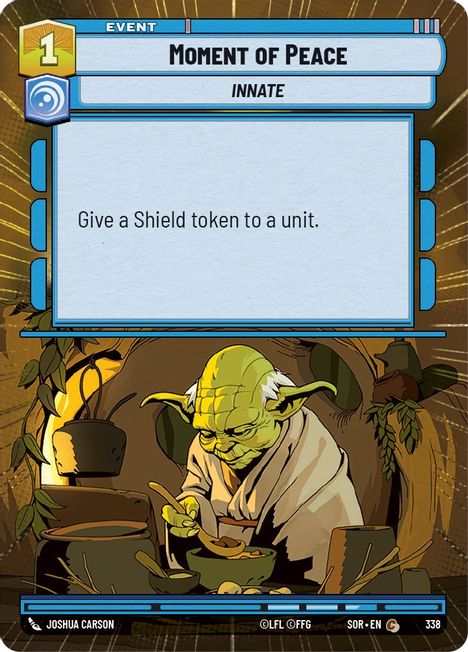 EVENT
1
MOMENT OF PEACE
INNATE
Give a Shield token to a unit.
JOSHUA CARSON
©LFL ©FFG
SOR • EN C 338